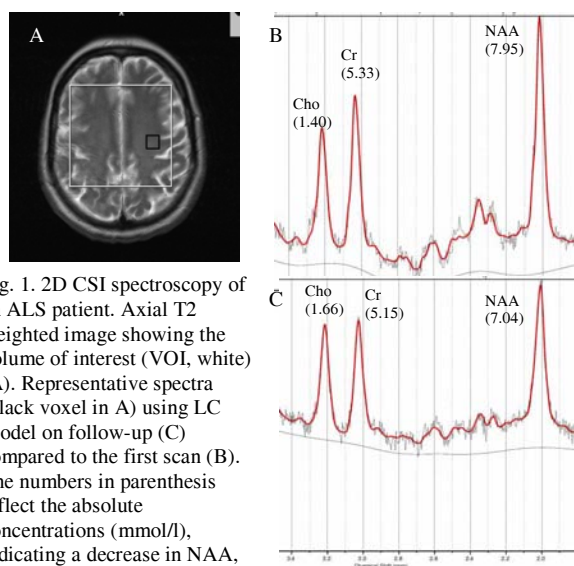 A
B
NAA
(7.95)
Cr
(5.33)
Cho
(1.40)
C
Cho
(1.66)
Cr
(5.15)
NAA
(7.04)
g. 1. 2D CSI spectroscopy of
ALS patient. Axial T2
eighted image showing the
olume of interest (VOI, white)
A). Representative spectra
lack voxel in A) using LC
odel on follow-up (C)
ompared to the first scan (B).
he numbers in parenthesis
flect the absolute
oncentrations (mmol/l),
dicating a decrease in NAA,